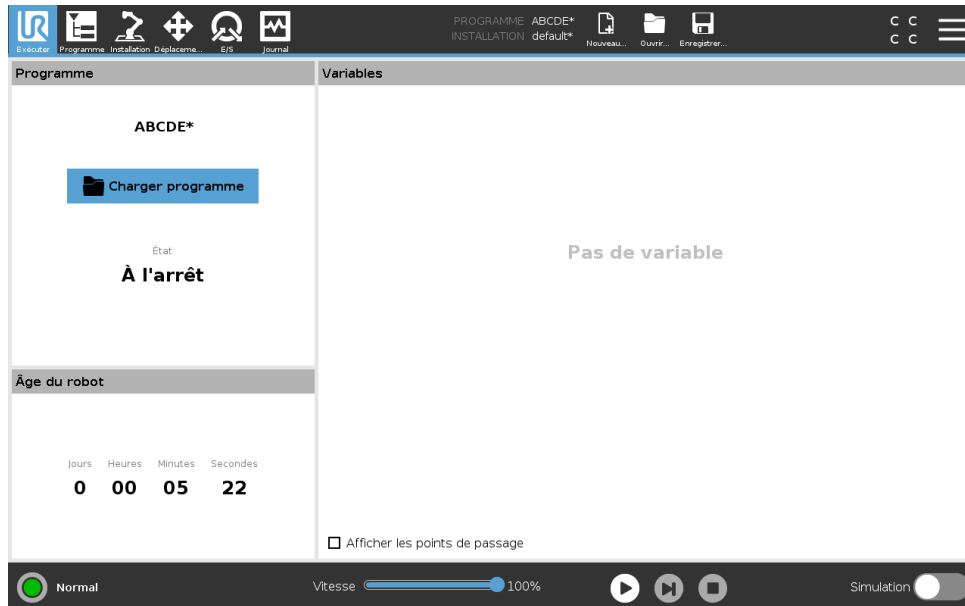 PROGRAMME ABCDE*
INSTALLATION default*
Exécuter Programme Installation Déplaceme... E/S Journal
Nouveau... Ouvrir... Enregistrer...
C C
C C
Programme
Variables
ABCDE*
Charger programme
État
À l'arrêt
Pas de variable
Âge du robot
Jours Heures Minutes Secondes
0 00 05 22
Afficher les points de passage
Normal
Vitesse 100%
Simulation